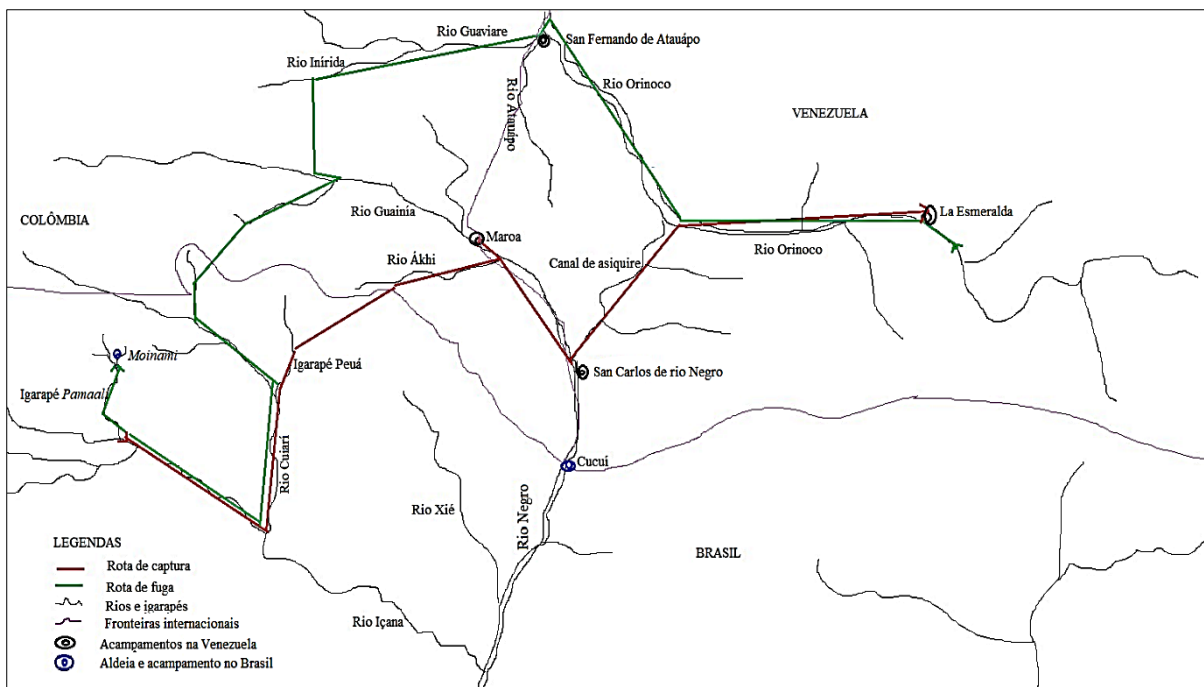 Rio Guaviare
San Fernando de Atauápo
Rio Inírida
Rio Orinoco
Rio Atauápo
VENEZUELA
COLÔMBIA
Rio Guainía
La Esmeralda
Maroa
Rio Orinoco
Rio Ákhi
Canal de asiquire
Moinami
Igarapé Peuá
San Carlos de rio Negro
Igarapé Pamaali
Rio Cuiari
Cucuí
Rio Xié
Rio Negro
BRASIL
Rio Içana
LEGENDAS
Rota de captura
Rota de fuga
Rios e igarapés
Fronteiras internacionais
Acampamentos na Venezuela
Aldeia e acampamento no Brasil